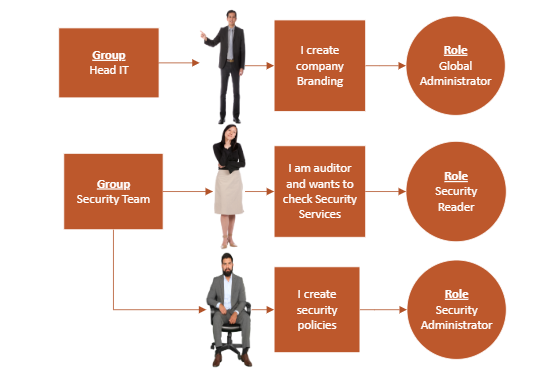 Group
Head IT
I create
company
Branding
Role
Global
Administrator
Group
Security Team
I am auditor
and wants to
check Security
Services
Role
Security
Reader
I create
security
policies
Role
Security
Administrator